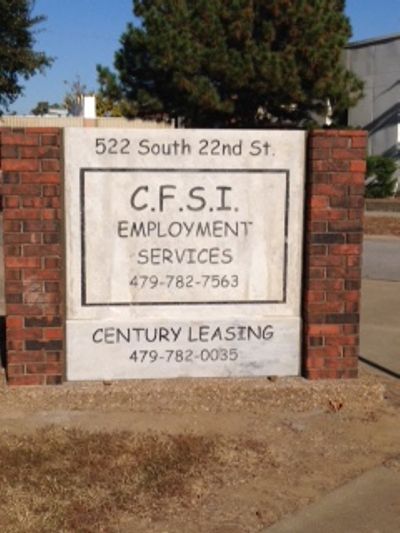 522 South 22nd St.
C.F.S.I.
EMPLOYMENT
SERVICES
479-782-7563
CENTURY LEASING
479-782-0035